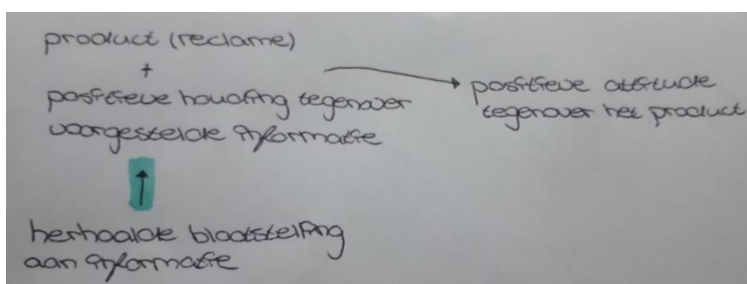 product (reclame)
+
positieve houding tegenover
voorgestelde informatie
positieve attitude
tegenover het product
herhaalde blootstelling
aan informatie